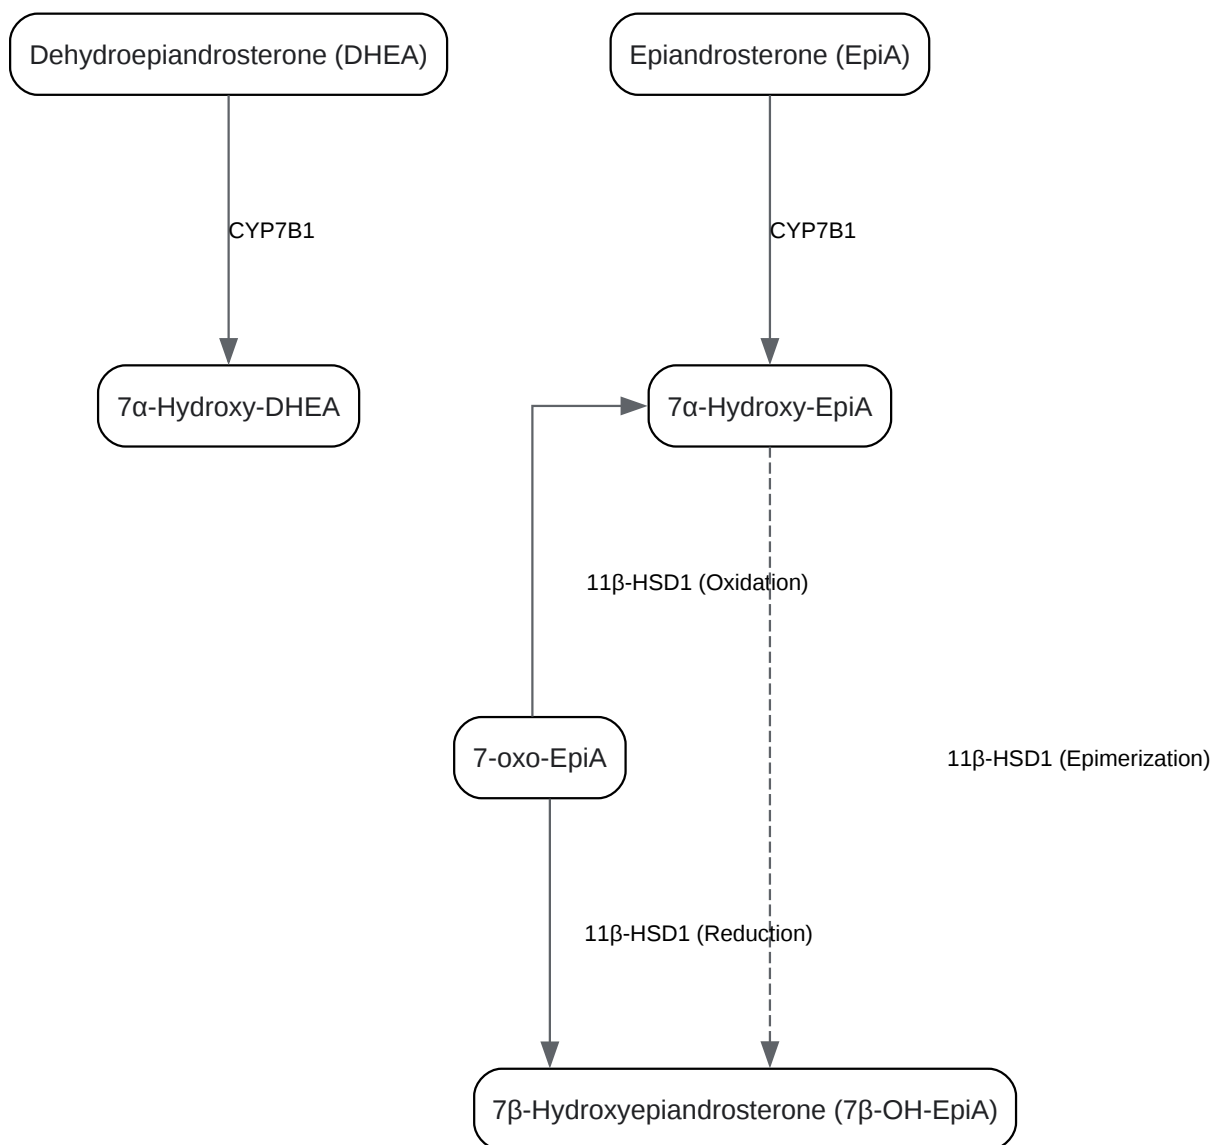 Dehydroepiandrosterone (DHEA)
Epiandrosterone (EpiA)
CYP7B1
CYP7B1
7α-Hydroxy-DHEA
7α-Hydroxy-EpiA
11β-HSD1 (Oxidation)
7-oxo-EpiA
11β-HSD1 (Epimerization)
11β-HSD1 (Reduction)
7β-Hydroxyepiandrosterone (7β-OH-EpiA)